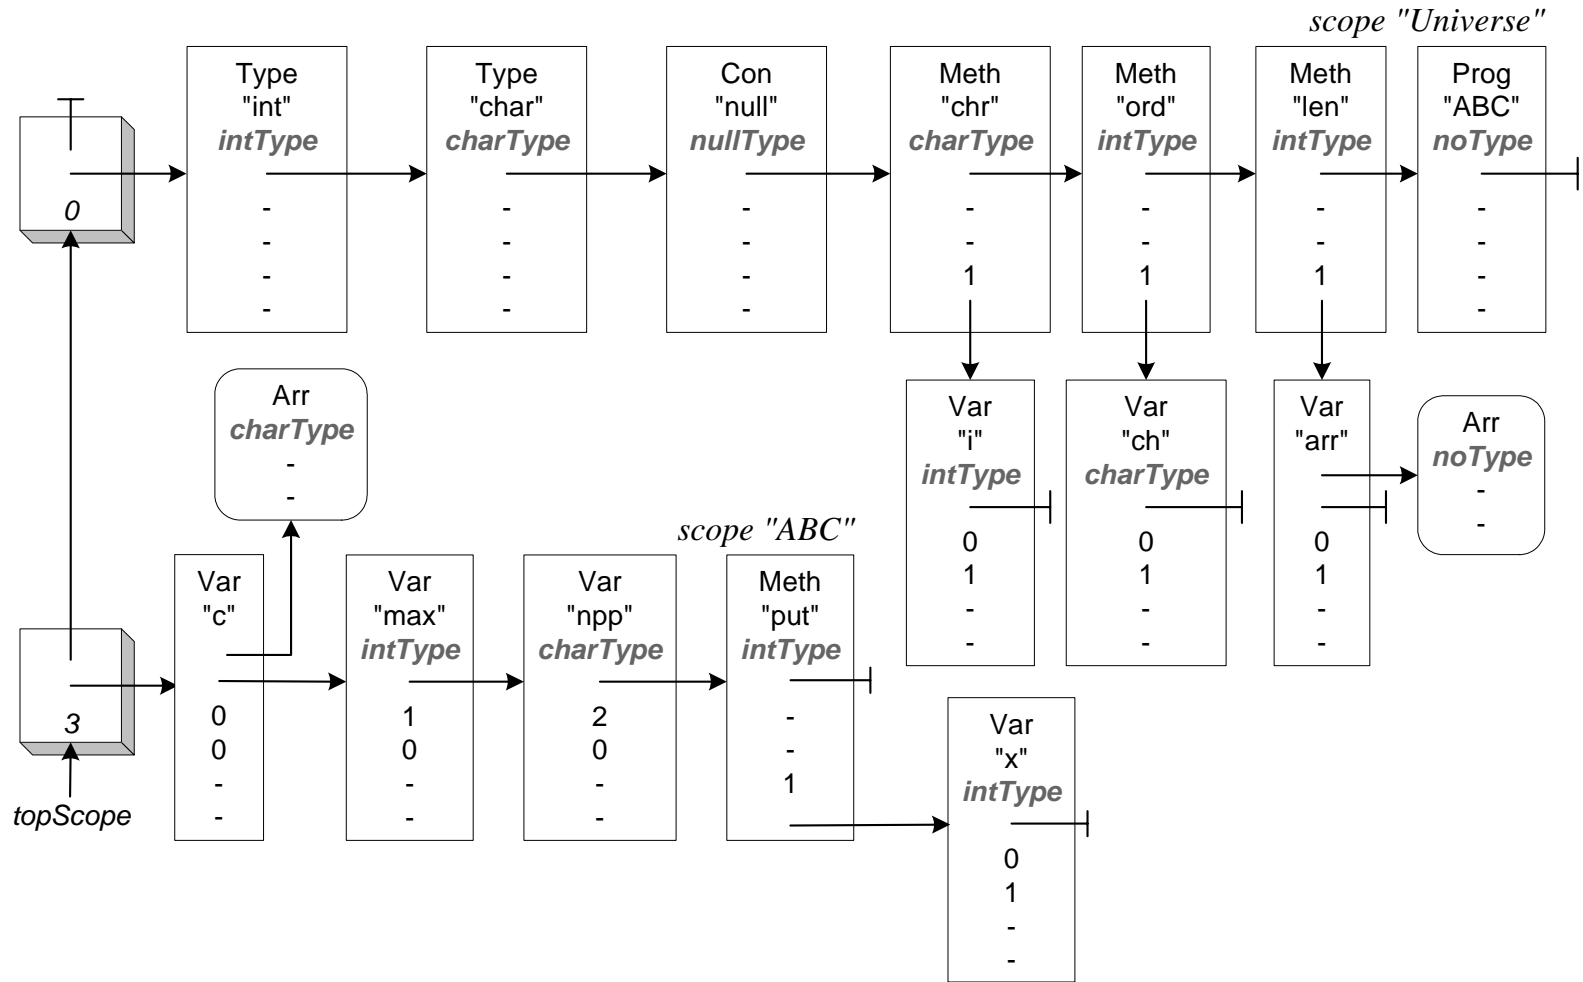 scope "Universe"
Type
"int"
intType
-
-
-
-
Type
"char"
charType
-
-
-
-
Con
"null"
nullType
-
-
-
-
Meth
"chr"
charType
-
-
1
Meth
"ord"
intType
-
-
1
Meth
"len"
intType
-
-
1
Prog
"ABC"
noType
-
-
-
-
0
Arr
charType
-
-
Var
"i"
intType
0
1
-
-
Var
"ch"
charType
0
1
-
-
Var
"arr"
0
1
-
-
Arr
noType
-
-
scope "ABC"
3
topScope
Var
"c"
0
0
-
-
Var
"max"
intType
1
0
-
-
Var
"npp"
charType
2
0
-
-
Meth
"put"
intType
-
-
1
Var
"x"
intType
0
1
-
-